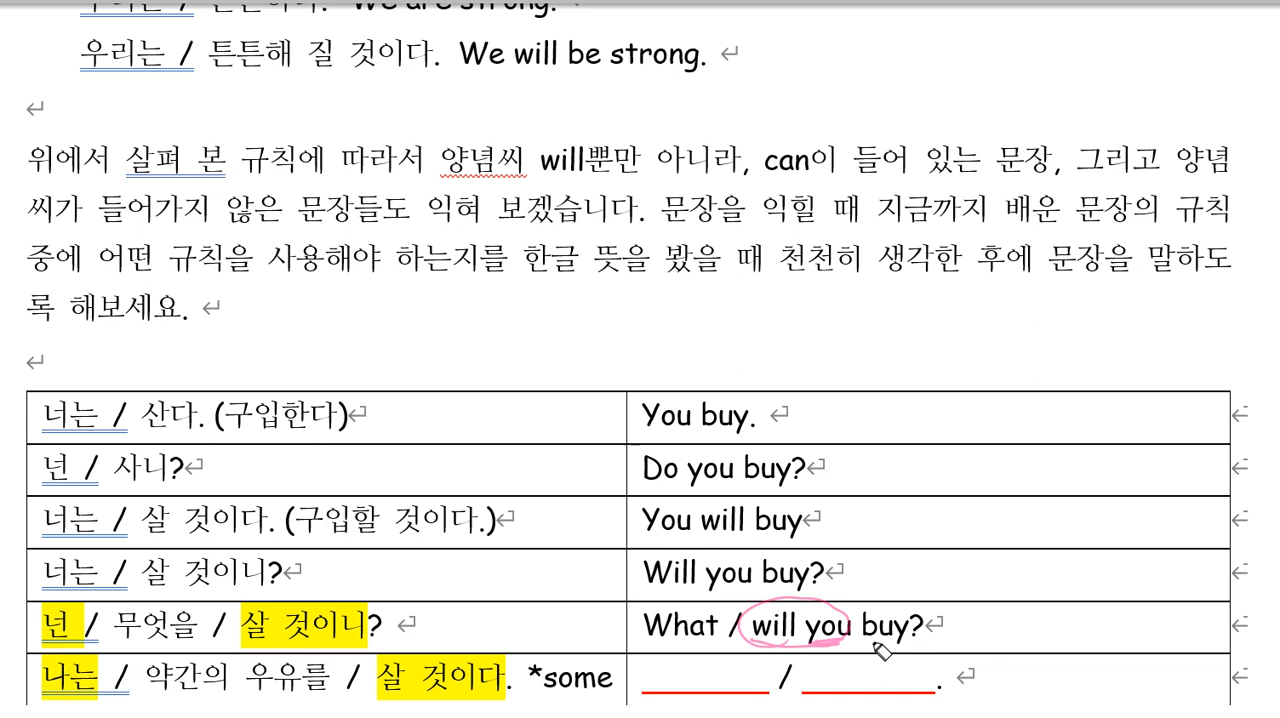 We are strong.
우리는 / 튼튼해 질 것이다. We will be strong.
위에서 살펴 본 규칙에 따라서 양념씨 will뿐만 아니라, can이 들어 있는 문장, 그리고 양념
씨가 들어가지 않은 문장들도 익혀 보겠습니다. 문장을 익힐 때 지금까지 배운 문장의 규칙
중에 어떤 규칙을 사용해야 하는지를 한글 뜻을 봤을 때 천천히 생각한 후에 문장을 말하도
록 해보세요.
너는 / 산다. (구입한다) You buy.
넌 / 사니? Do you buy?
너는 / 살 것이다. (구입할 것이다.) You will buy
너는 / 살 것이니? Will you buy?
넌 / 무엇을 / 살 것이니? What / will you buy?
나는 / 약간의 우유를 / 살 것이다. *some ________ / ________.